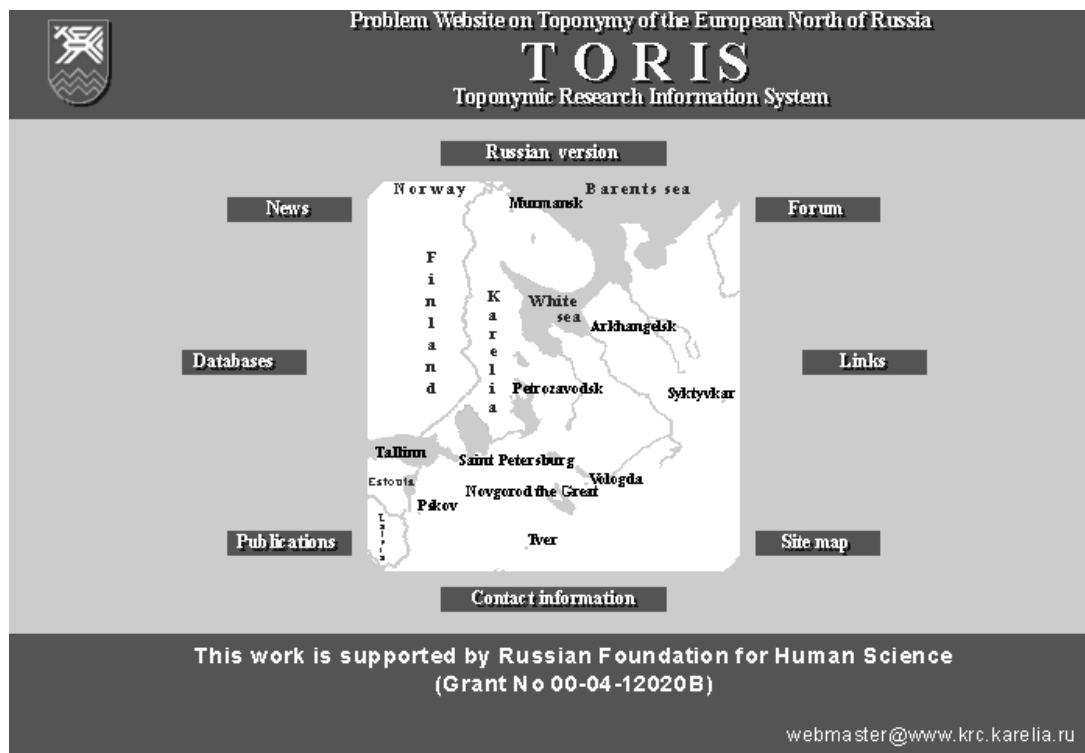 Problem Website on Toponymy of the European North of Russia
TORIS
Toponymic Research Information System
Russian version
Norway
Barents sea
News
Murmansk
Forum
Finland
Karelia
White
sea
Arkhangelsk
Databases
Links
Petrozavodsk
Syktyvkar
Tallinn
Saint Petersburg
Estonia
Vologda
Novgorod the Great
Pskov
Latvia
Publications
Tver
Site map
Contact information
This work is supported by Russian Foundation for Human Science
(Grant No 00-04-12020B)
webmaster@www.krc.karelia.ru